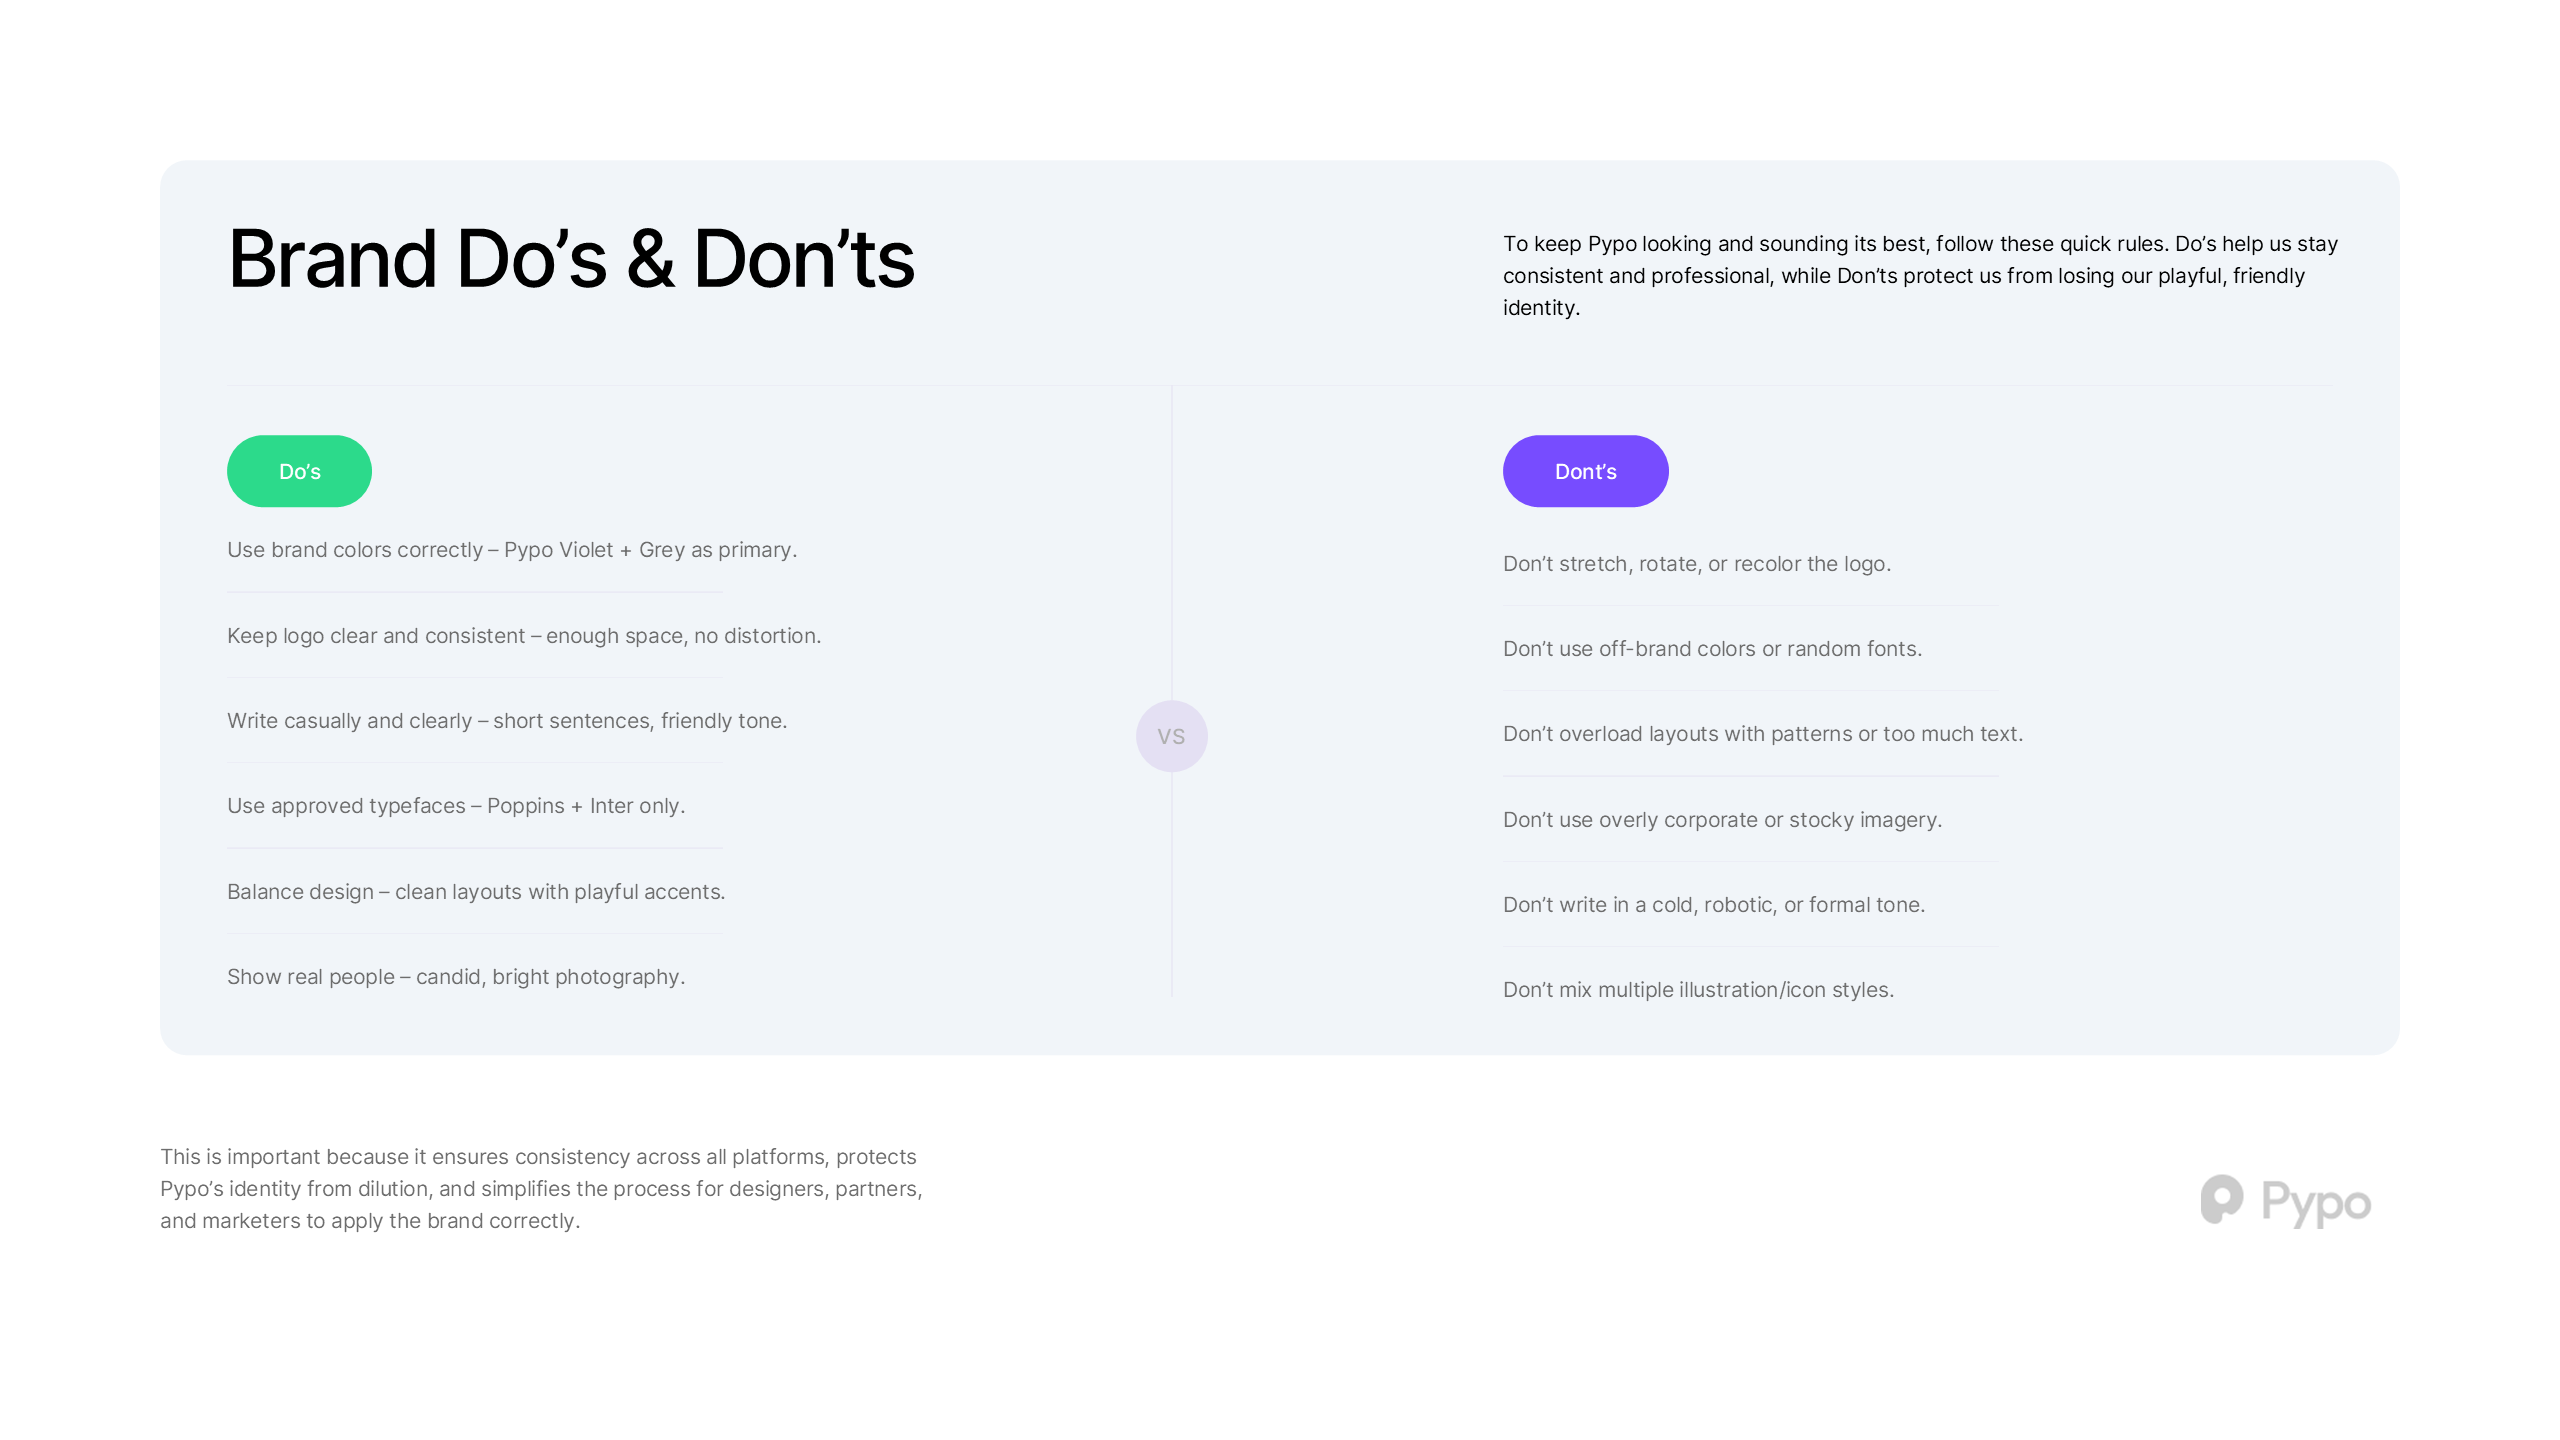 Brand Do’s & Don’ts
To keep Pypo looking and sounding its best, follow these quick rules. Do’s help us stay
consistent and professional, while Don’ts protect us from losing our playful, friendly
identity.
Do’s
Use brand colors correctly – Pypo Violet + Grey as primary.
Keep logo clear and consistent – enough space, no distortion.
Write casually and clearly – short sentences, friendly tone.
Use approved typefaces – Poppins + Inter only.
Balance design – clean layouts with playful accents.
Show real people – candid, bright photography.
VS
Dont’s
Don’t stretch, rotate, or recolor the logo.
Don’t use off-brand colors or random fonts.
Don’t overload layouts with patterns or too much text.
Don’t use overly corporate or stocky imagery.
Don’t write in a cold, robotic, or formal tone.
Don’t mix multiple illustration/icon styles.
This is important because it ensures consistency across all platforms, protects
Pypo’s identity from dilution, and simplifies the process for designers, partners,
and marketers to apply the brand correctly.
Pypo